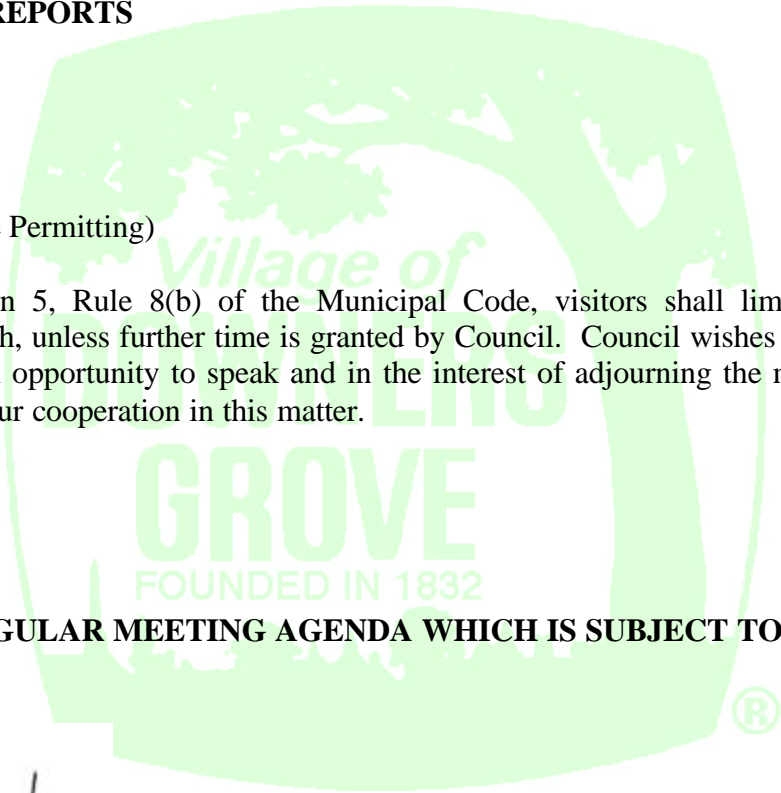 REPORTS
Permitting)
Village of
n 5, Rule 8(b) of the Municipal Code, visitors shall lim
h, unless further time is granted by Council. Council wishes
opportunity to speak and in the interest of adjourning the
DOWNERS
ur cooperation in this matter.
GROVE
FOUNDED IN 1832
GULAR MEETING AGENDA WHICH IS SUBJECT TO
®